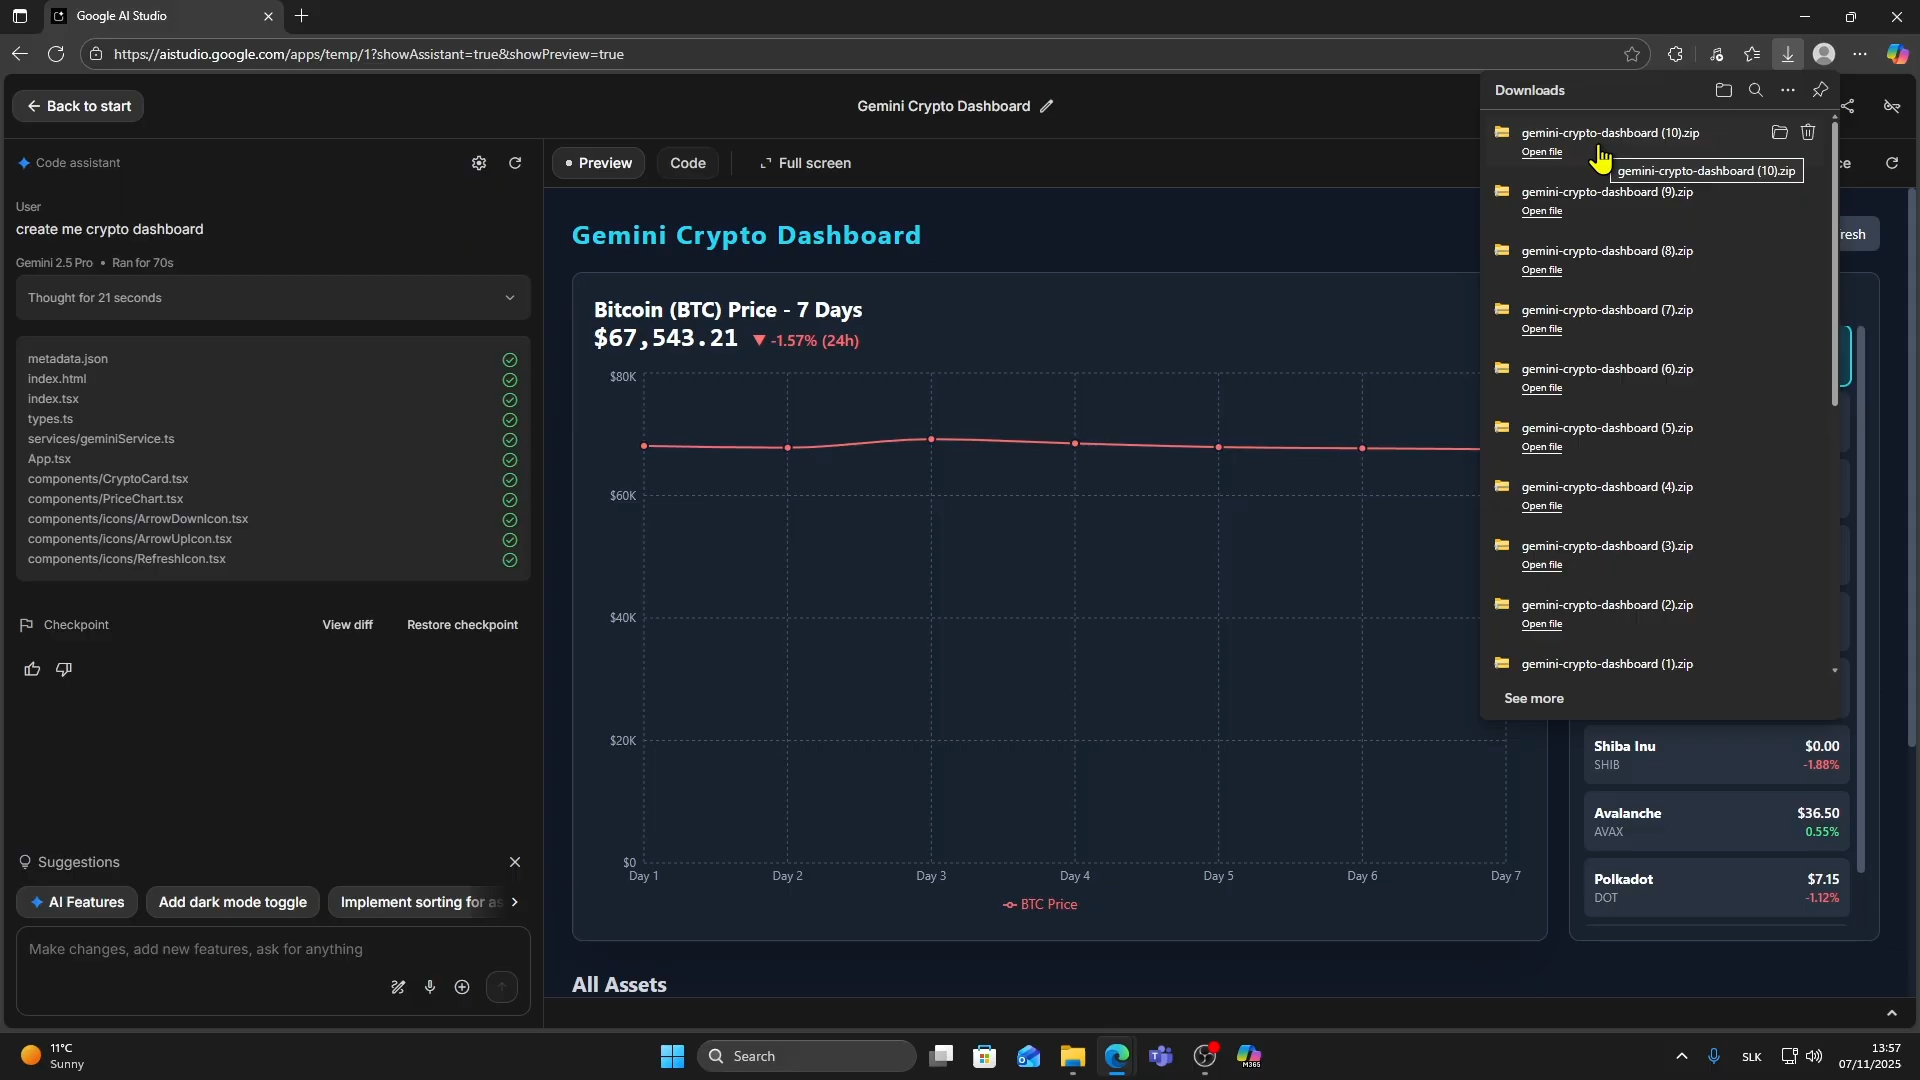 Google AI Studio
https://aistudio.google.com/apps/temp/1?showAssistant=true&showPreview=true
Back to start
Gemini Crypto Dashboard
Downloads
Code assistant
Preview
Code
Full screen
gemini-crypto-dashboard (10).zip
Open file
gemini-crypto-dashboard (10).zip
gemini-crypto-dashboard (9).zip
Open file
gemini-crypto-dashboard (8).zip
Open file
gemini-crypto-dashboard (7).zip
Open file
gemini-crypto-dashboard (6).zip
Open file
gemini-crypto-dashboard (5).zip
Open file
gemini-crypto-dashboard (4).zip
Open file
gemini-crypto-dashboard (3).zip
Open file
gemini-crypto-dashboard (2).zip
Open file
gemini-crypto-dashboard (1).zip
See more
User
create me crypto dashboard
Gemini 2.5 Pro • Ran for 70s
Thought for 21 seconds
metadata.json
index.html
index.tsx
types.ts
services/geminiService.ts
App.tsx
components/CryptoCard.tsx
components/PriceChart.tsx
components/icons/ArrowDownIcon.tsx
components/icons/ArrowUpIcon.tsx
components/icons/RefreshIcon.tsx
Checkpoint
View diff
Restore checkpoint
Suggestions
AI Features
Add dark mode toggle
Implement sorting for as
Make changes, add new features, ask for anything
Gemini Crypto Dashboard
resh
Bitcoin (BTC) Price - 7 Days
$67,543.21 ▼ -1.57% (24h)
$80K
$60K
$40K
$20K
$0
Day 1
Day 2
Day 3
Day 4
Day 5
Day 6
Day 7
BTC Price
Shiba Inu
$0.00
SHIB
-1.88%
Avalanche
$36.50
AVAX
0.55%
Polkadot
$7.15
DOT
-1.12%
All Assets
11°C
Sunny
Search
M365
SLK
13:57
07/11/2025